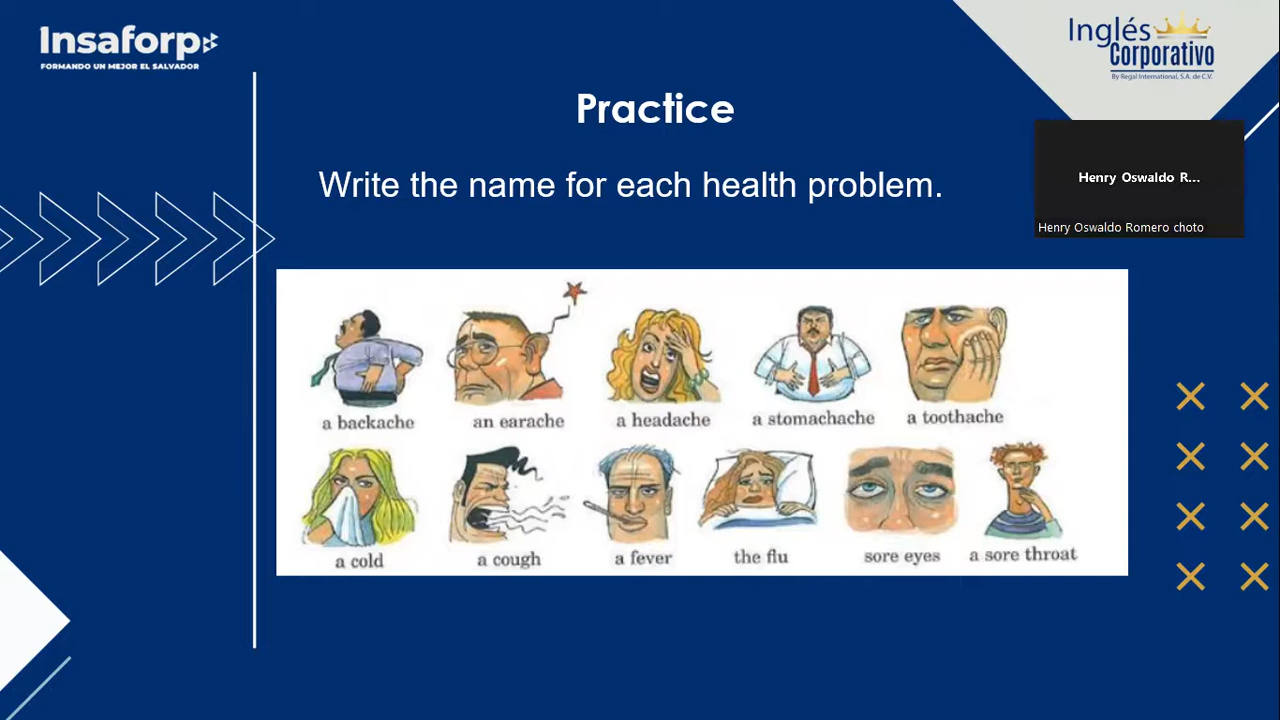 Insaforp
FORMANDO UN MEJOR EL SALVADOR
Inglés
Corporativo
By Regal International, S.A. de C.V.
Practice
Write the name for each health problem.
Henry Oswaldo R...
Henry Oswaldo Romero choto
a backache
an earache
a headache
a stomachache
a toothache
a cold
a cough
a fever
the flu
sore eyes
a sore throat